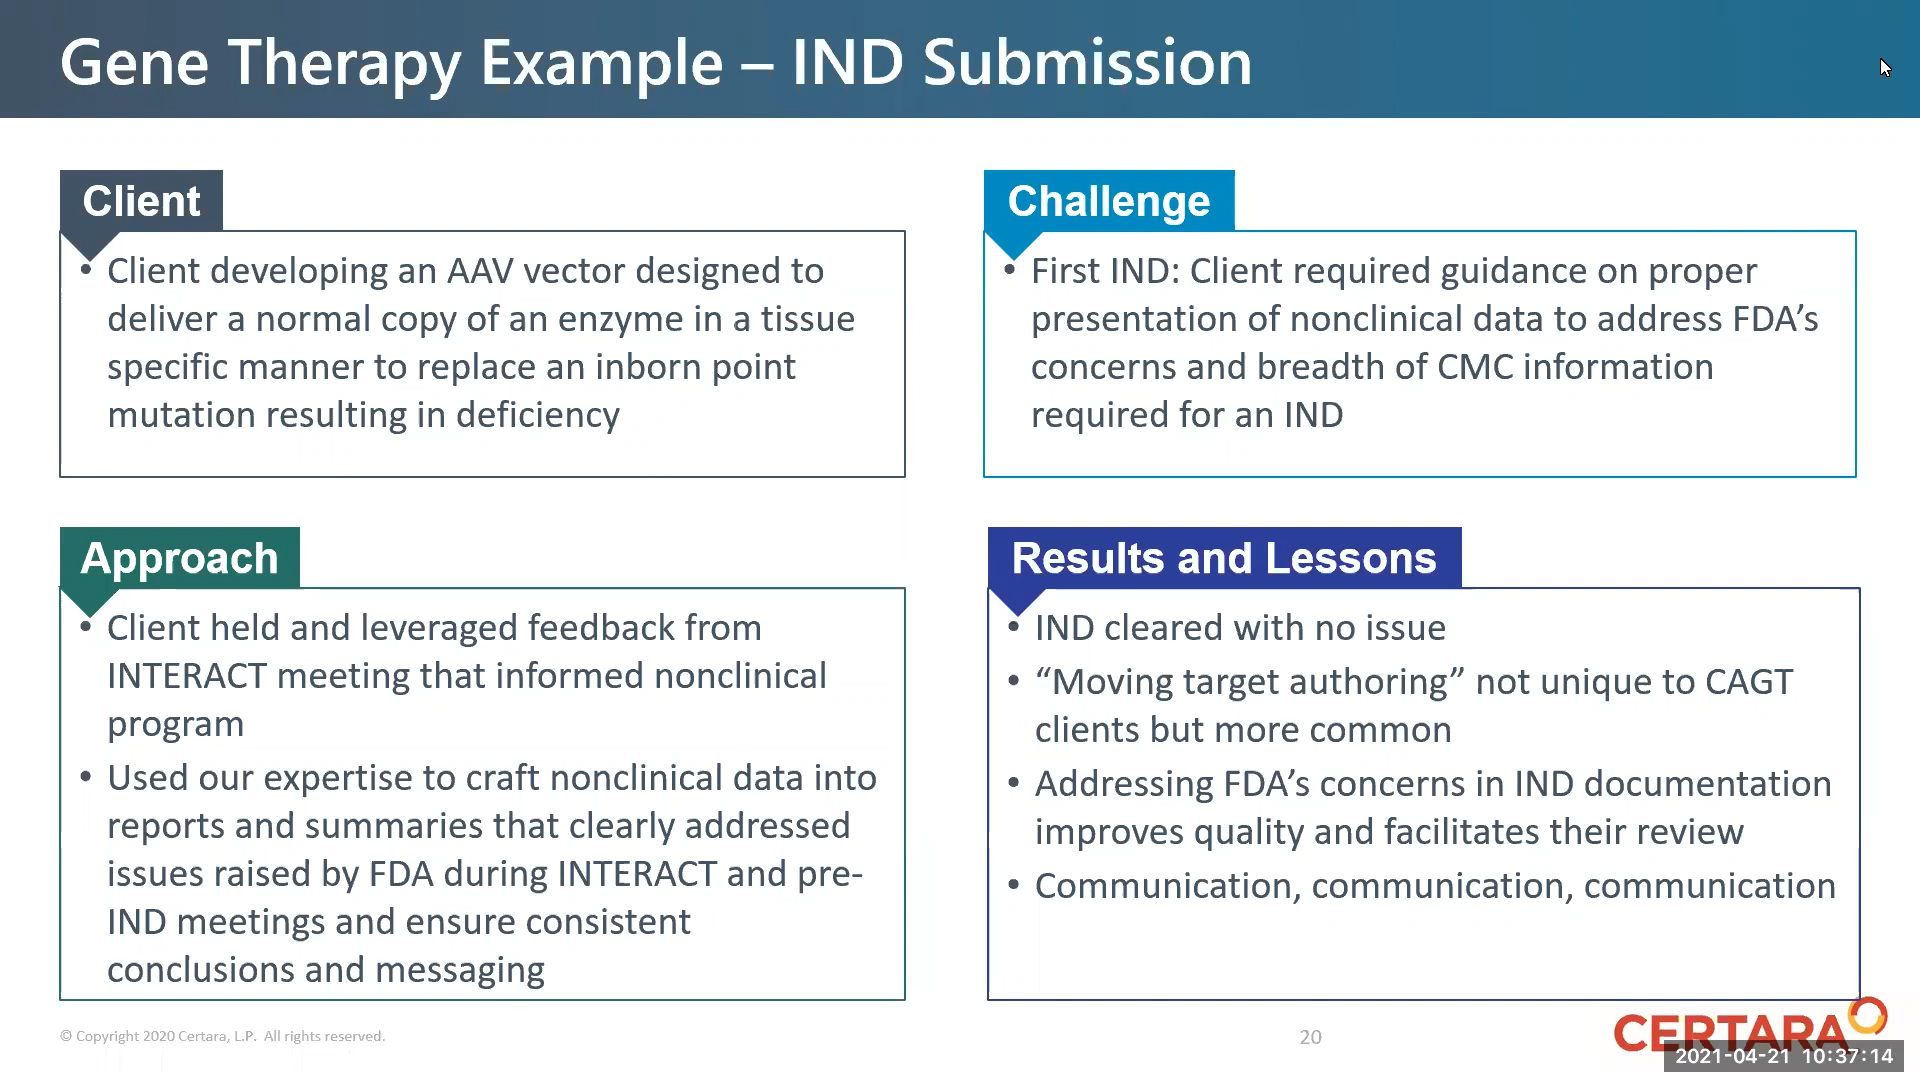 Gene Therapy Example – IND Submission
Client
• Client developing an AAV vector designed to
deliver a normal copy of an enzyme in a tissue
specific manner to replace an inborn point
mutation resulting in deficiency
Challenge
• First IND: Client required guidance on proper
presentation of nonclinical data to address FDA’s
concerns and breadth of CMC information
required for an IND
Approach
• Client held and leveraged feedback from
INTERACT meeting that informed nonclinical
program
• Used our expertise to craft nonclinical data into
reports and summaries that clearly addressed
issues raised by FDA during INTERACT and pre-
IND meetings and ensure consistent
conclusions and messaging
Results and Lessons
• IND cleared with no issue
• “Moving target authoring” not unique to CAGT
clients but more common
• Addressing FDA’s concerns in IND documentation
improves quality and facilitates their review
• Communication, communication, communication
© Copyright 2020 Certara, L.P. All rights reserved.
20
CERTARA
2021-04-21 10:37:14